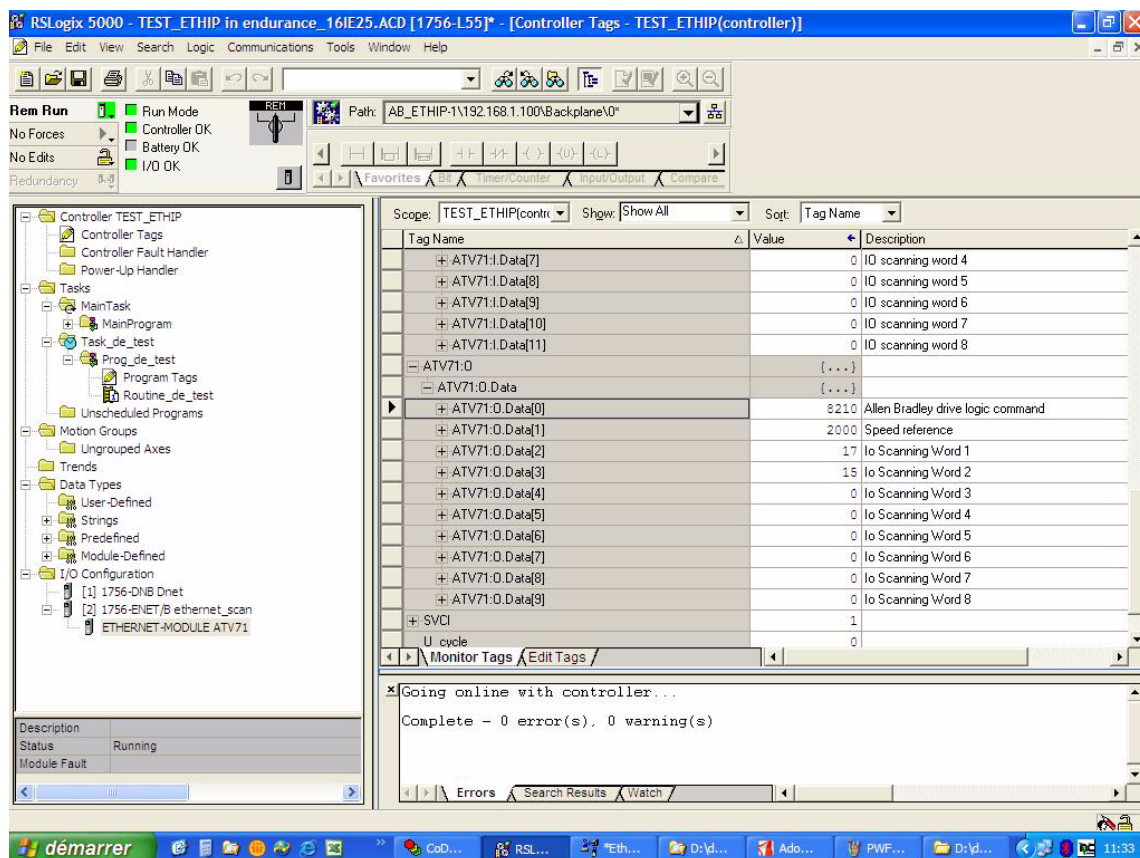 RSLogix 5000 - TEST_ETHIP in endurance_16IE25.ACD [1756-L55]* - [Controller Tags - TEST_ETHIP(controller)]
File Edit View Search Logic Communications Tools Window Help
Rem Run
Run Mode
REM
Path: AB_ETHIP-1\192.168.1.100\Backplane\0*
No Forces
Controller OK
No Edits
Battery OK
Redundancy
I/O OK
Favorites Bit Timer/Counter Input/Output Compare
Controller TEST_ETHIP
Controller Tags
Controller Fault Handler
Power-Up Handler
Tasks
MainTask
MainProgram
Task_de_test
Prog_de_test
Program Tags
Routine_de_test
Unscheduled Programs
Motion Groups
Ungrouped Axes
Trends
Data Types
User-Defined
Strings
Predefined
Module-Defined
I/O Configuration
[1] 1756-DNB Dnet
[2] 1756-ENET/B ethernet_scan
ETHERNET-MODULE ATV71
Description
Status Running
Module Fault
Scope: TEST_ETHIP(contrc Show: Show All Sort: Tag Name
Tag Name Value Description
ATV71:I.Data[7] 0 IO scanning word 4
ATV71:I.Data[8] 0 IO scanning word 5
ATV71:I.Data[9] 0 IO scanning word 6
ATV71:I.Data[10] 0 IO scanning word 7
ATV71:I.Data[11] 0 IO scanning word 8
ATV71:O {...}
ATV71:O.Data {...}
ATV71:O.Data[0] 8210 Allen Bradley drive logic command
ATV71:O.Data[1] 2000 Speed reference
ATV71:O.Data[2] 17 Io Scanning Word 1
ATV71:O.Data[3] 15 Io Scanning Word 2
ATV71:O.Data[4] 0 Io Scanning Word 3
ATV71:O.Data[5] 0 Io Scanning Word 4
ATV71:O.Data[6] 0 Io Scanning Word 5
ATV71:O.Data[7] 0 Io Scanning Word 6
ATV71:O.Data[8] 0 Io Scanning Word 7
ATV71:O.Data[9] 0 Io Scanning Word 8
SVCI 1
U_cycle 0
Monitor Tags Edit Tags
Going online with controller...
Complete - 0 error(s), 0 warning(s)
Errors Search Results Watch
démarrer CoD... RSL... *Eth... D:\d... Ado... PWF... D:\d... 11:33